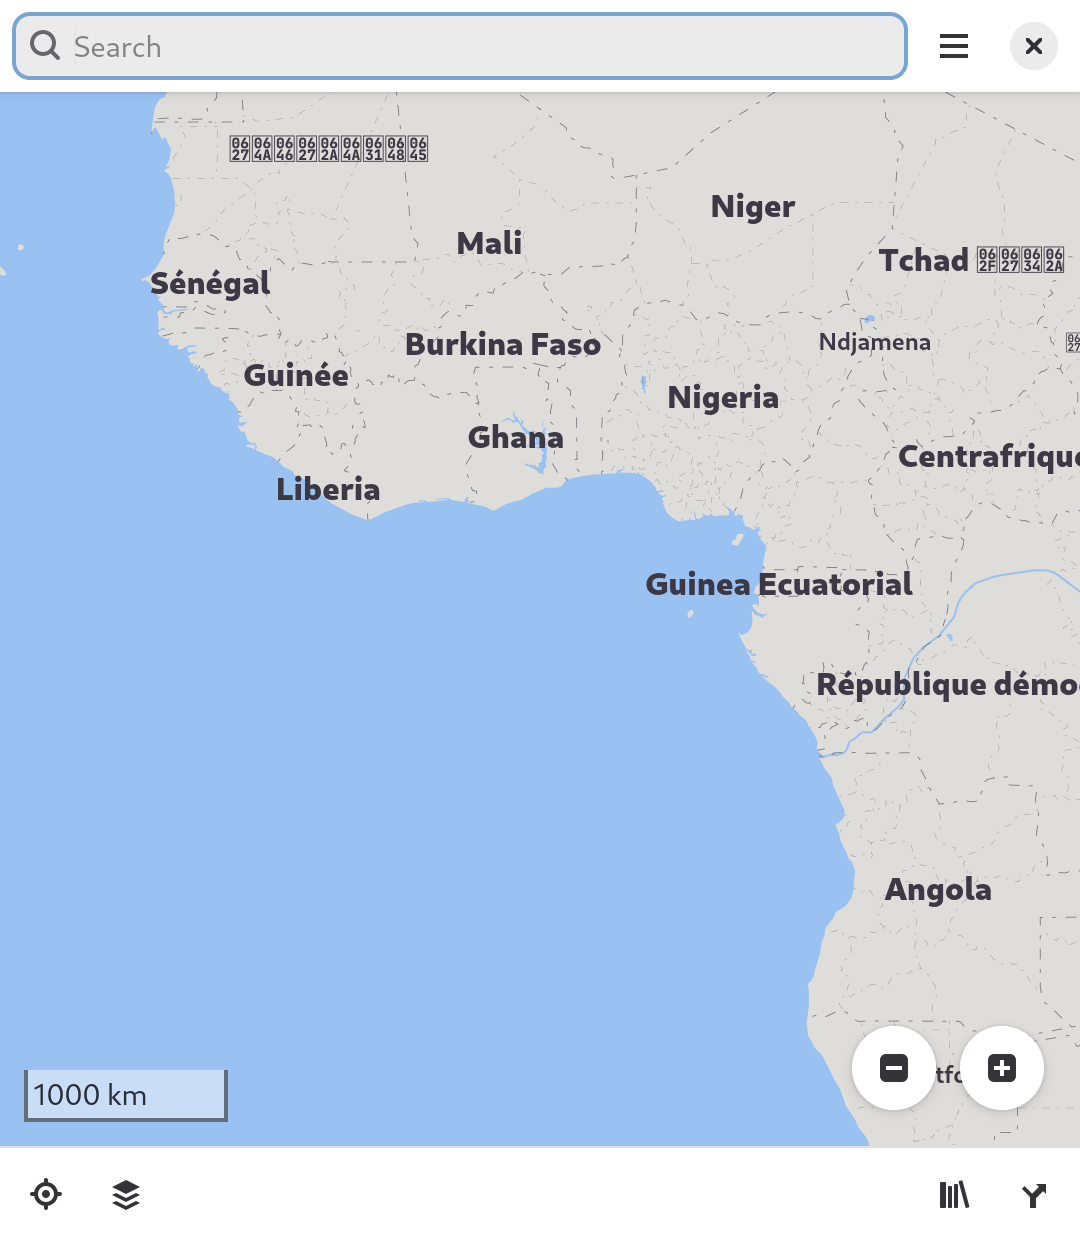 Search
Niger
Mali
Tchad
Sénégal
Ndjamena
Burkina Faso
Guinée
Nigeria
Ghana
Centrafrique
Liberia
Guinea Ecuatorial
République démo
Angola
1000 km